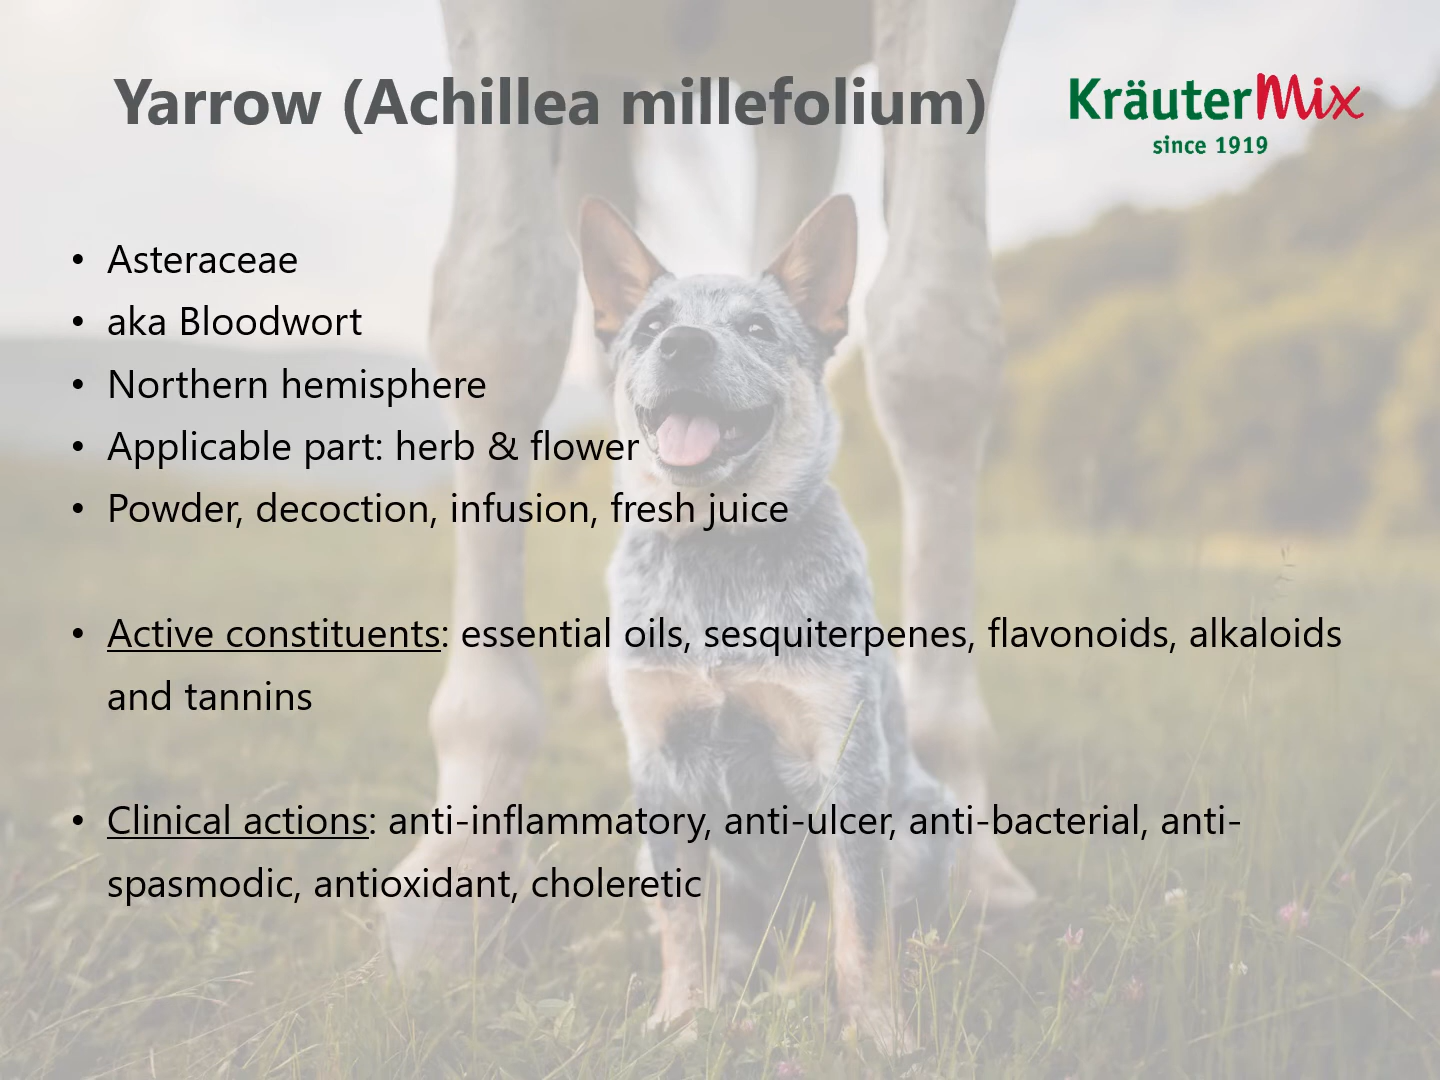 Yarrow (Achillea millefolium)
KräuterMix
since 1919
• Asteraceae
• aka Bloodwort
• Northern hemisphere
• Applicable part: herb & flower
• Powder, decoction, infusion, fresh juice
• Active constituents: essential oils, sesquiterpenes, flavonoids, alkaloids
and tannins
• Clinical actions: anti-inflammatory, anti-ulcer, anti-bacterial, anti-
spasmodic, antioxidant, choleretic